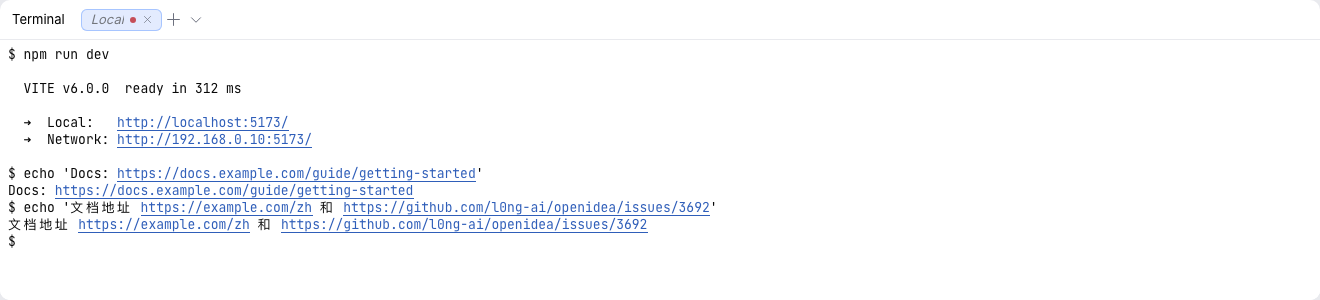 Terminal Local
$ npm run dev
VITE v6.0.0 ready in 312 ms
➜ Local: http://localhost:5173/
➜ Network: http://192.168.0.10:5173/
$ echo 'Docs: https://docs.example.com/guide/getting-started'
Docs: https://docs.example.com/guide/getting-started
$ echo '文档地址 https://example.com/zh 和 https://github.com/l0ng-ai/openidea/issues/3692'
文档地址 https://example.com/zh 和 https://github.com/l0ng-ai/openidea/issues/3692
$